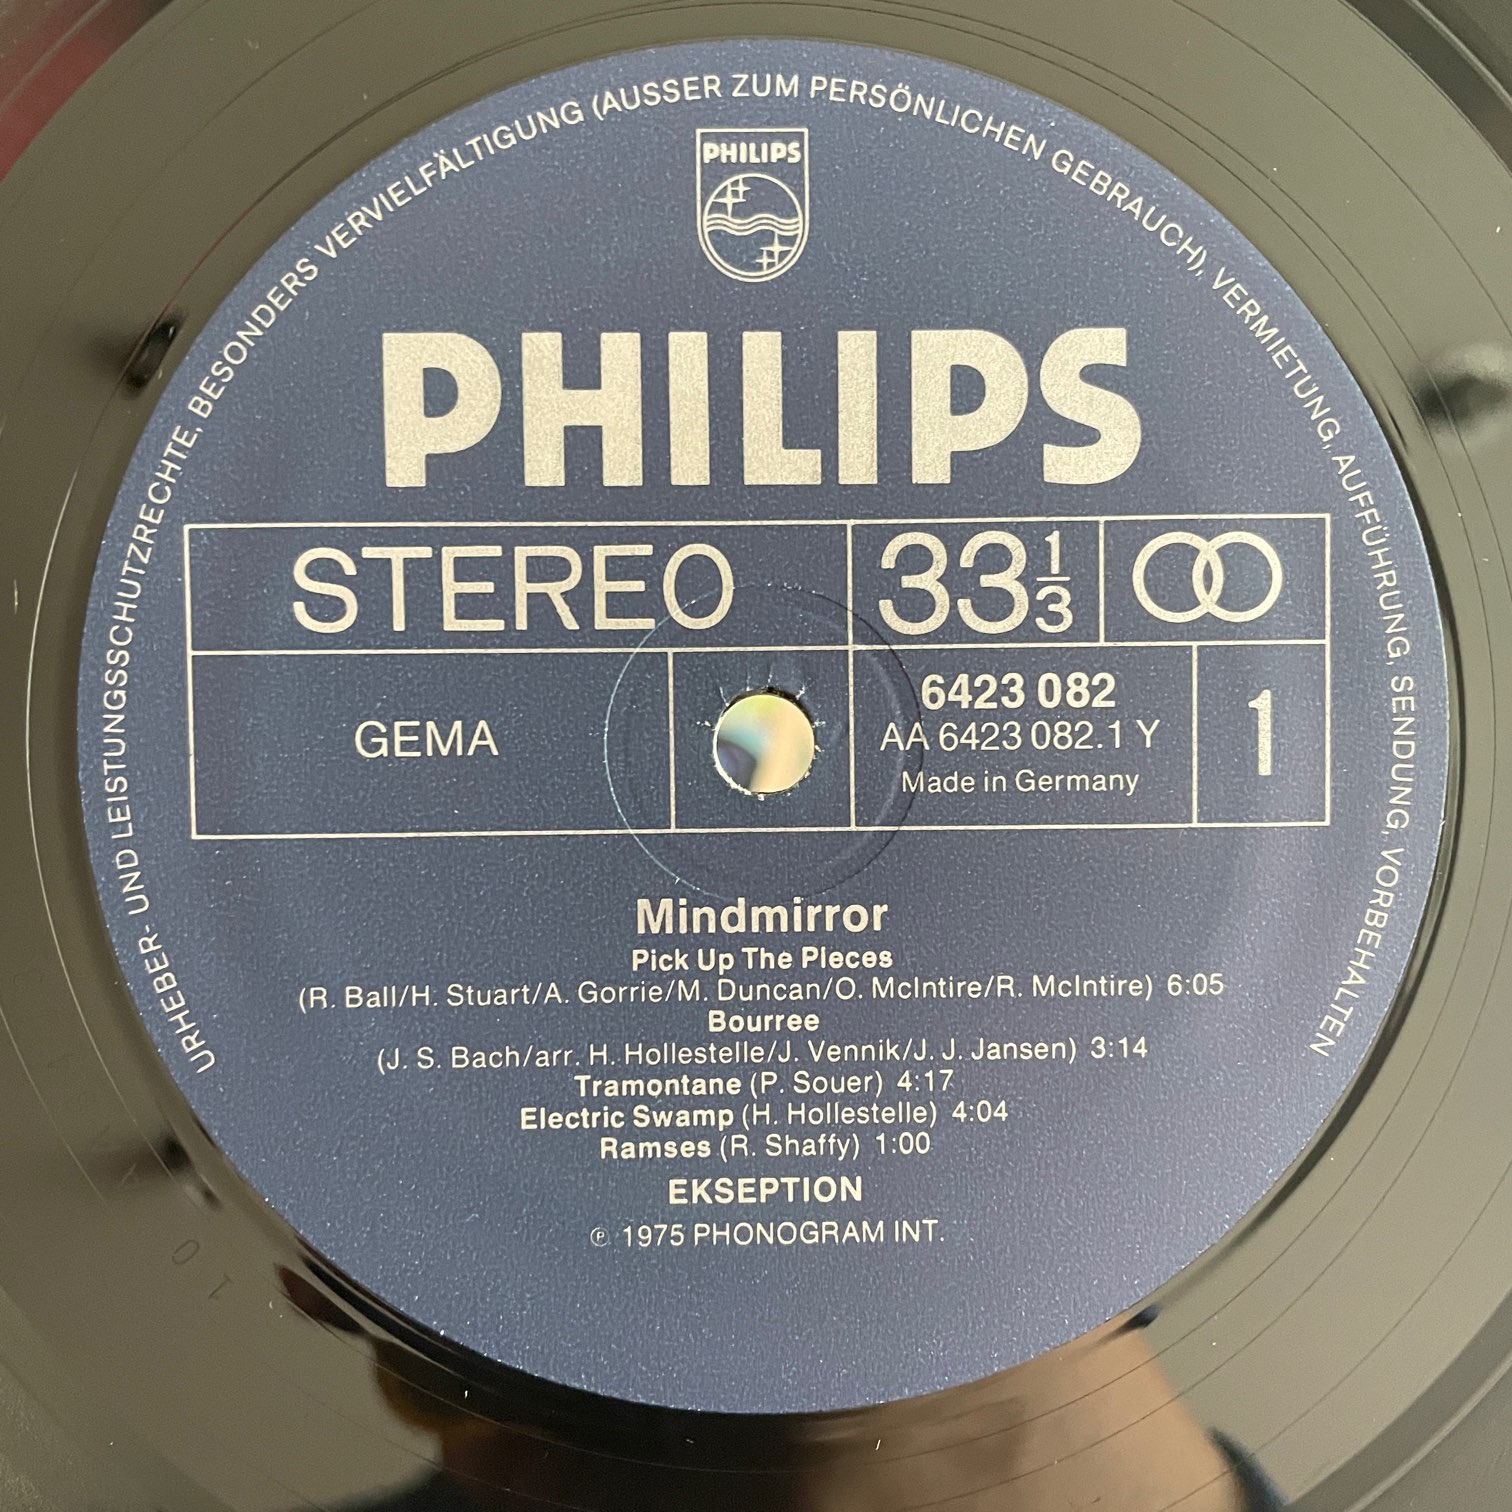 URHEBER- UND LEISTUNGSSCHUTZRECHTE, BESONDERS VERVIELFÄLTIGUNG (AUSSER ZUM PERSÖNLICHEN GEBRAUCH), VERMIETUNG, AUFFÜHRUNG, SENDUNG, VORBEHALTEN
PHILIPS
PHILIPS
STEREO
33 1/3
GEMA
6423 082
AA 6423 082.1 Y
Made in Germany
1
Mindmirror
Pick Up The Pleces
(R. Ball/H. Stuart/A. Gorrie/M. Duncan/O. McIntire/R. McIntire) 6:05
Bourree
(J. S. Bach/arr. H. Hollestelle/J. Vennik/J. J. Jansen) 3:14
Tramontane (P. Souer) 4:17
Electric Swamp (H. Hollestelle) 4:04
Ramses (R. Shaffy) 1:00
EKSEPTION
℗ 1975 PHONOGRAM INT.